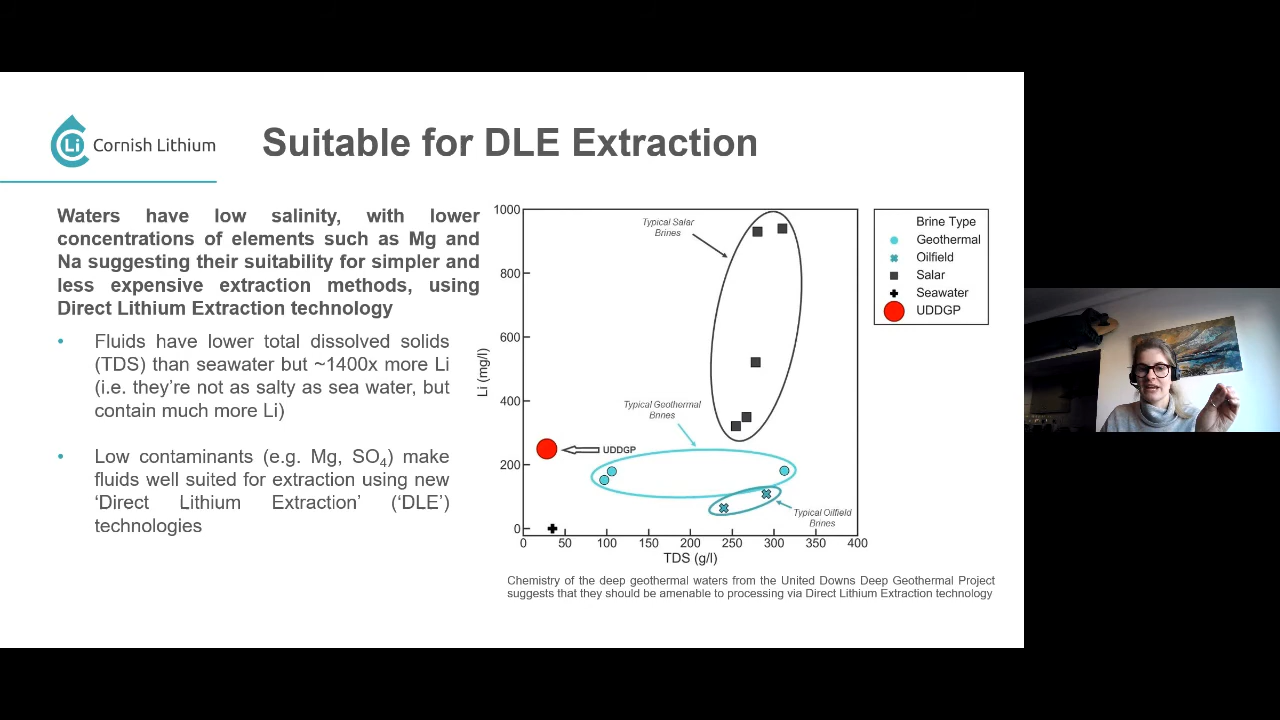 Li Cornish Lithium
Suitable for DLE Extraction
Waters have low salinity, with lower
concentrations of elements such as Mg and
Na suggesting their suitability for simpler and
less expensive extraction methods, using
Direct Lithium Extraction technology
• Fluids have lower total dissolved solids
(TDS) than seawater but ~1400x more Li
(i.e. they're not as salty as sea water, but
contain much more Li)
• Low contaminants (e.g. Mg, SO₄) make
fluids well suited for extraction using new
‘Direct Lithium Extraction’ (‘DLE’)
technologies
1000
800
600
400
200
0
Li (mg/l)
Typical Salar
Brines
Typical Geothermal
Brines
UDDGP
Typical Oilfield
Brines
0 50 100 150 200 250 300 350 400
TDS (g/l)
Brine Type
Geothermal
Oilfield
Salar
Seawater
UDDGP
Chemistry of the deep geothermal waters from the United Downs Deep Geothermal Project
suggests that they should be amenable to processing via Direct Lithium Extraction technology